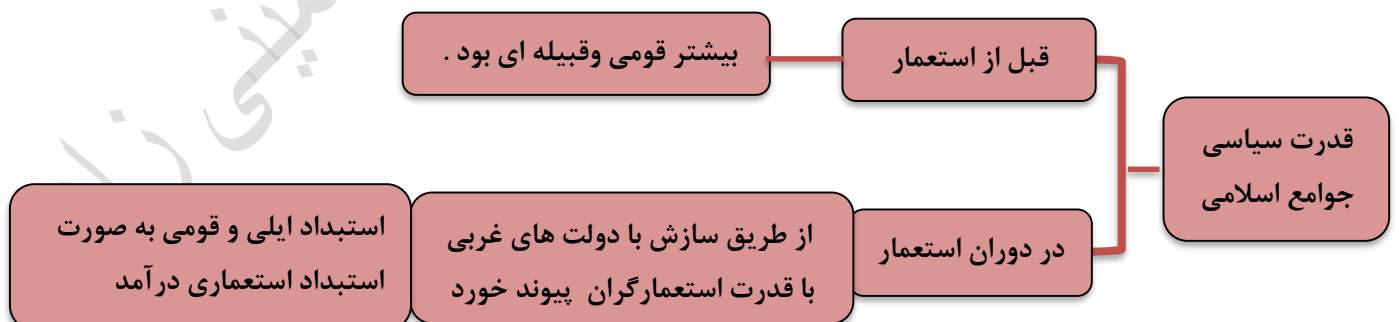 قدرت سیاسی
جوامع اسلامی
قبل از استعمار
بیشتر قومی وقبیله ای بود .
در دوران استعمار
از طریق سازش با دولت های غربی
با قدرت استعمارگران پیوند خورد
استبداد ایلی و قومی به صورت
استبداد استعماری درآمد